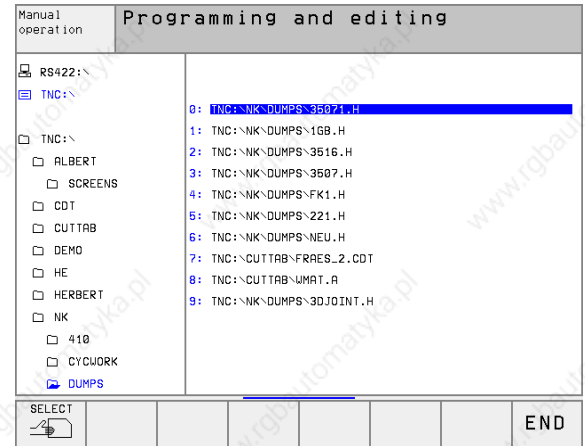 Manual
operation
Programming and editing
RS422:\
TNC:\
TNC:\
ALBERT
SCREENS
CDT
CUTTAB
DEMO
HE
HERBERT
NK
410
CYCWORK
DUMPS
0: TNC:\NK\DUMPS\35071.H
1: TNC:\NK\DUMPS\1GB.H
2: TNC:\NK\DUMPS\3516.H
3: TNC:\NK\DUMPS\3507.H
4: TNC:\NK\DUMPS\FK1.H
5: TNC:\NK\DUMPS\221.H
6: TNC:\NK\DUMPS\NEU.H
7: TNC:\CUTTAB\FRAES_2.CDT
8: TNC:\CUTTAB\WMAT.A
9: TNC:\NK\DUMPS\3DJOINT.H
SELECT
END
www.rgbautomatyka.pl